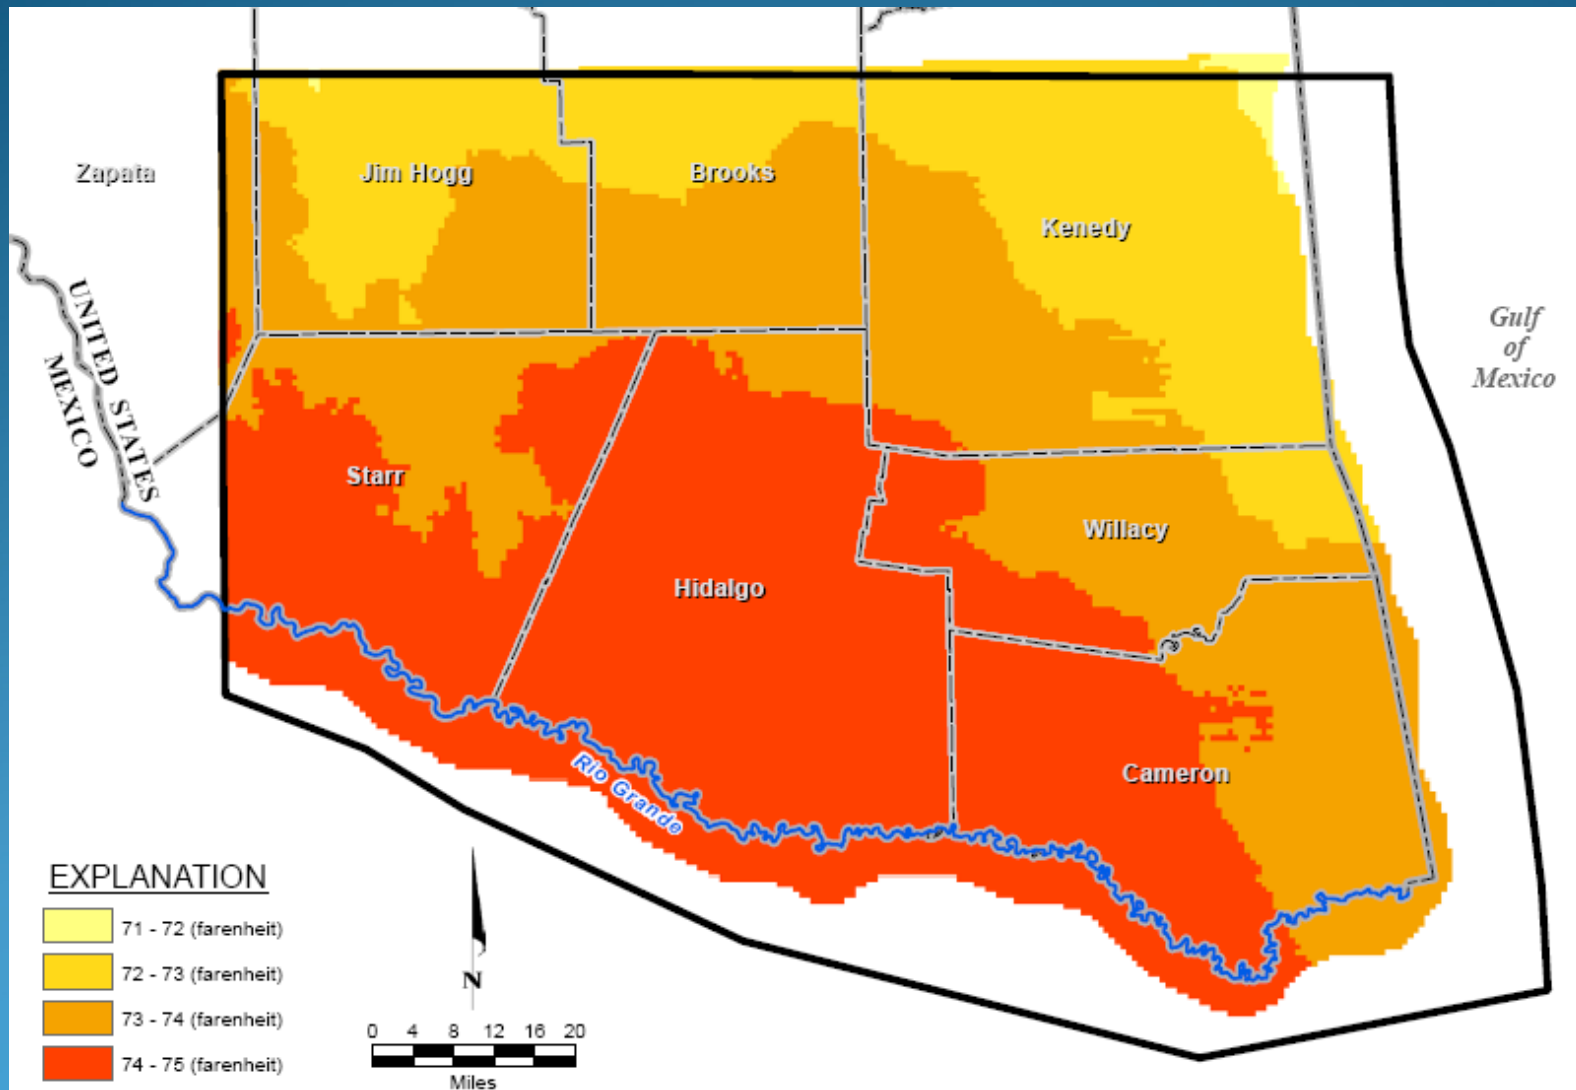 Zapata
Jim Hogg
Brooks
Kenedy
UNITED STATES
MEXICO
Gulf
of
Mexico
Starr
Willacy
Hidalgo
Rio Grande
Cameron
EXPLANATION
71 - 72 (farenheit)
72 - 73 (farenheit)
73 - 74 (farenheit)
74 - 75 (farenheit)
N
0 4 8 12 16 20
Miles